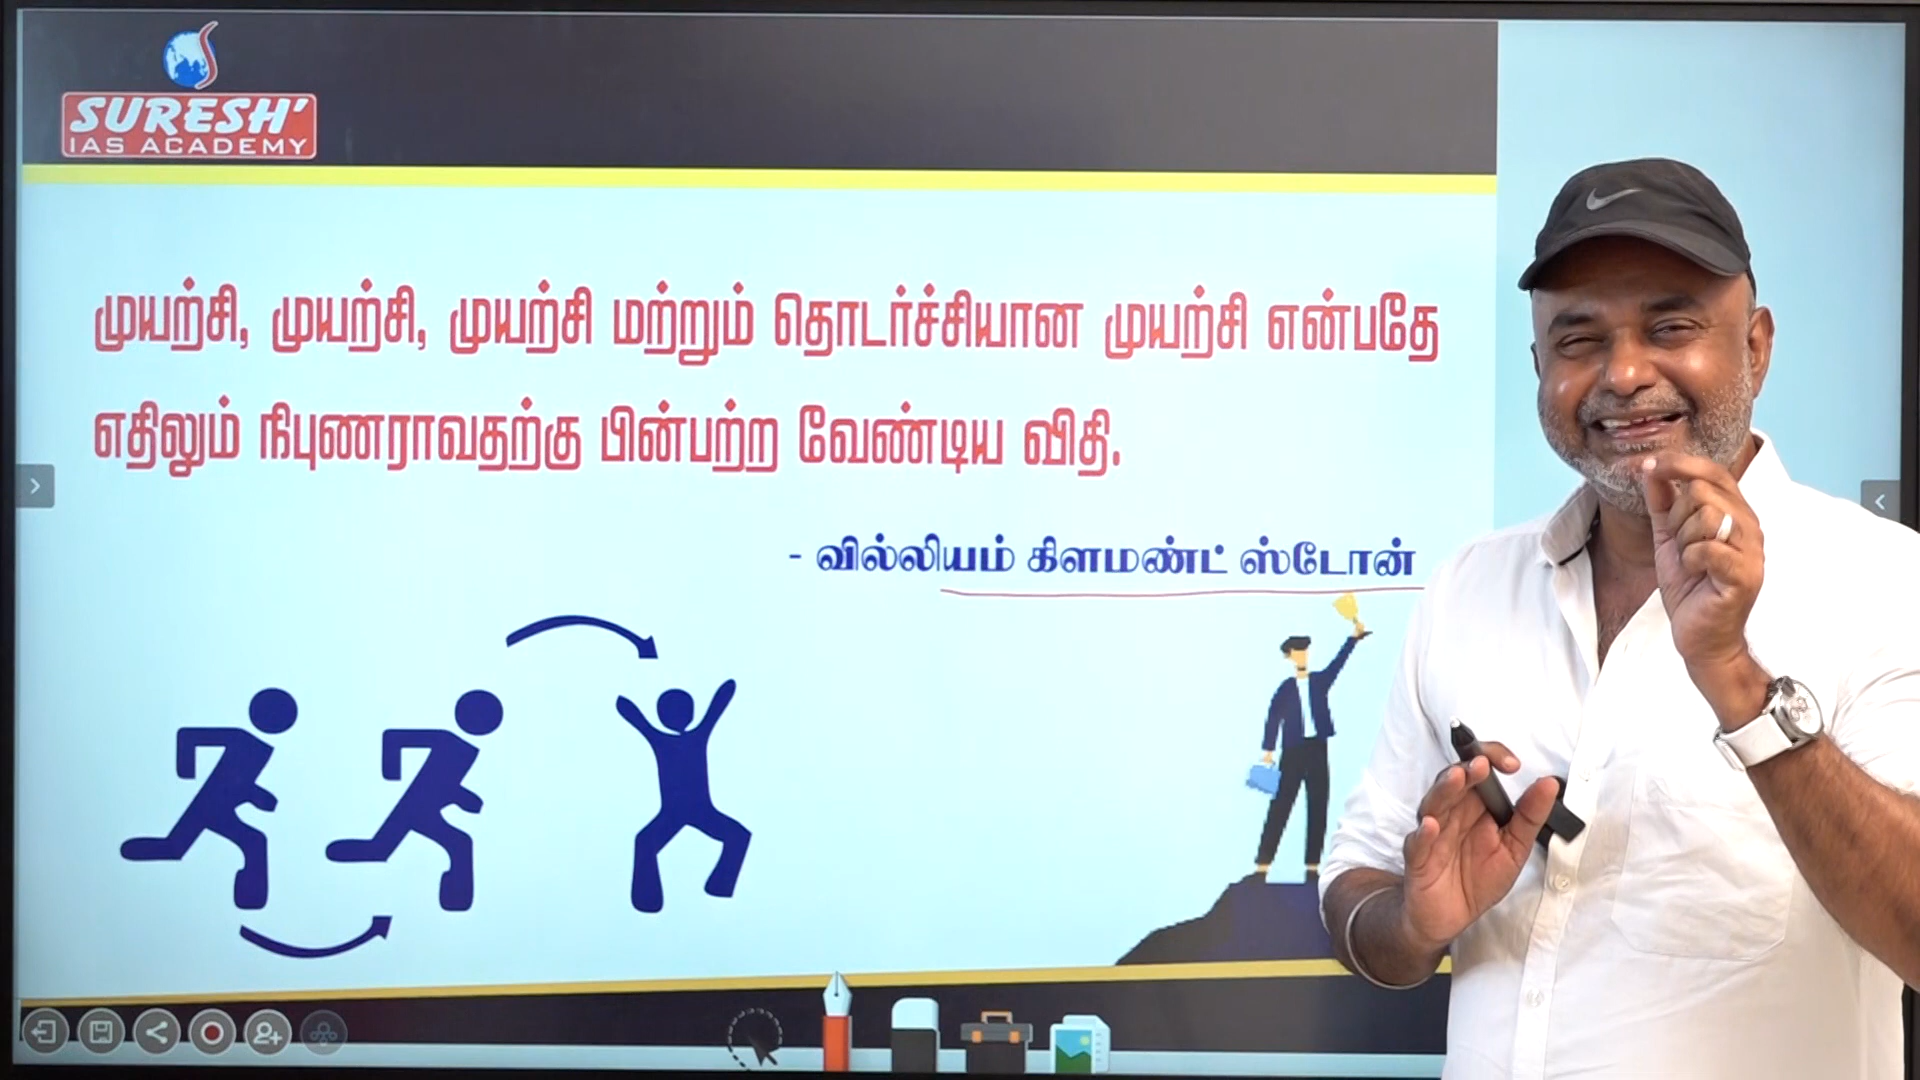 SURESH'
IAS ACADEMY
முயற்சி, முயற்சி, முயற்சி மற்றும் தொடர்ச்சியான முயற்சி என்பதே
எதிலும் நிபுணராவதற்கு பின்பற்ற வேண்டிய விதி.
- வில்லியம் கிளமண்ட் ஸ்டோன்